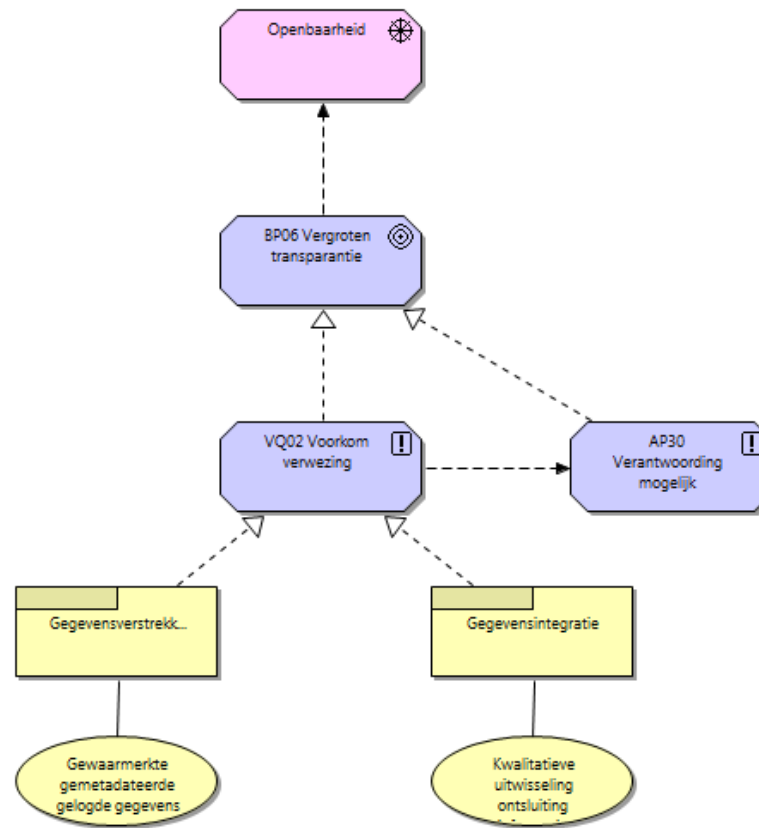 Openbaarheid
BP06 Vergroten
transparantie
VQ02 Voorkom
verwezing
AP30
Verantwoording
mogelijk
Gegevensverstrekk...
Gegevensintegratie
Gewaarmerkte
gemetadateerde
gelogde gegevens
Kwalitatieve
uitwisseling
ontsluiting